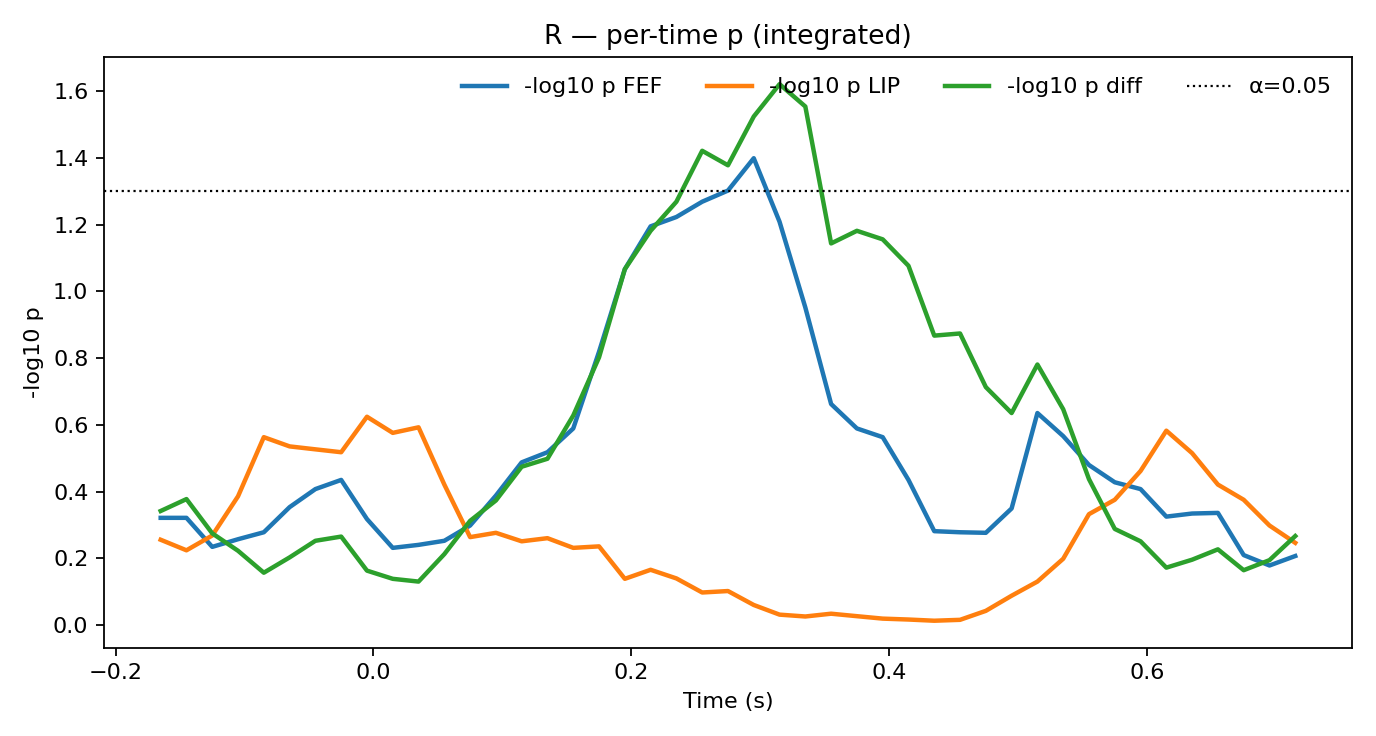 R — per-time p (integrated)
-log10 p FEF -log10 p LIP -log10 p diff α=0.05
1.6
1.4
1.2
1.0
0.8
0.6
0.4
0.2
0.0
-log10 p
−0.2 0.0 0.2 0.4 0.6
Time (s)